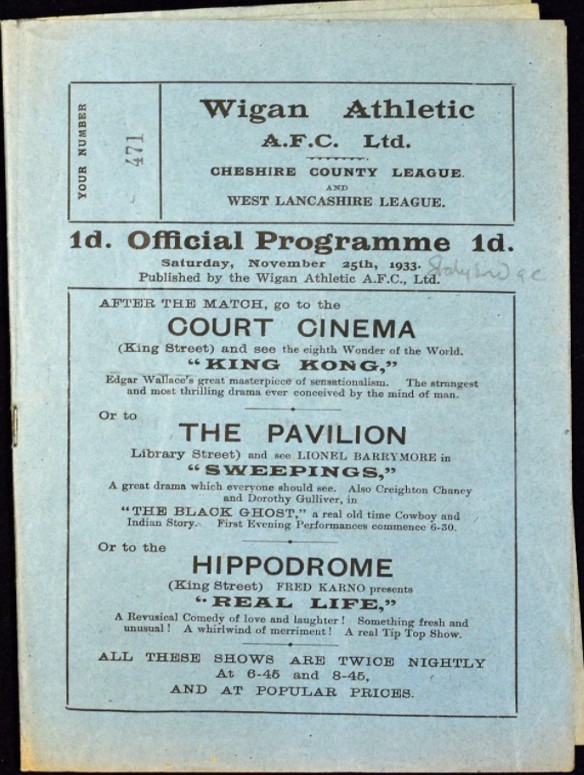 YOUR NUMBER
471
Wigan Athletic
A.F.C. Ltd.
CHESHIRE COUNTY LEAGUE.
AND
WEST LANCASHIRE LEAGUE.
1d. Official Programme 1d.
Saturday, November 25th, 1933.
Published by the Wigan Athletic A.F.C., Ltd.
AFTER THE MATCH, go to the
COURT CINEMA
(King Street) and see the eighth Wonder of the World.
"KING KONG,"
Edgar Wallace's great masterpiece of sensationalism. The strangest
and most thrilling drama ever conceived by the mind of man.
Or to
THE PAVILION
Library Street) and see LIONEL BARRYMORE in
"SWEEPINGS,"
A great drama which everyone should see. Also Creighton Chaney
and Dorothy Gulliver, in
"THE BLACK GHOST," a real old time Cowboy and
Indian Story. First Evening Performances commence 6-30.
Or to the
HIPPODROME
(King Street) FRED KARNO presents
"REAL LIFE,"
A Revusical Comedy of love and laughter! Something fresh and
unusual! A whirlwind of merriment! A real Tip Top Show.
ALL THESE SHOWS ARE TWICE NIGHTLY
At 6-45 and 8-45,
AND AT POPULAR PRICES.